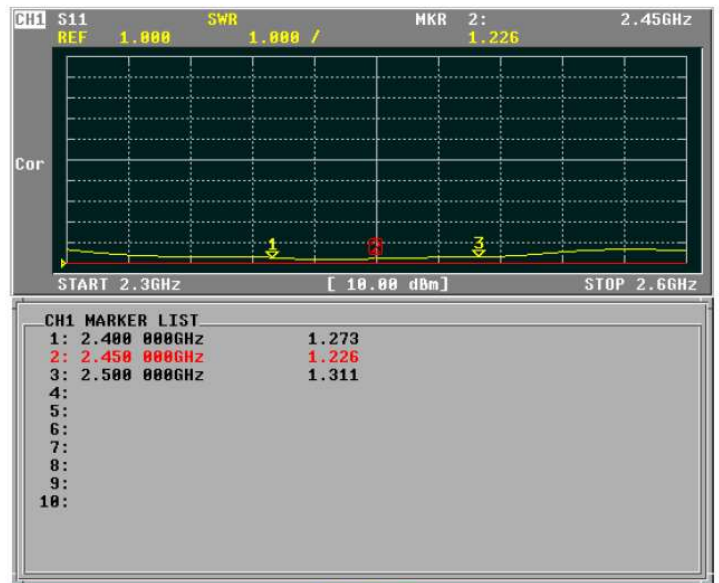 CH1 S11 SWR MKR 2: 2.45GHz
REF 1.000 1.000 / 1.226
Cor
1 2 3
START 2.3GHz [ 10.00 dBm] STOP 2.6GHz
CH1 MARKER LIST
1: 2.400 000GHz 1.273
2: 2.450 000GHz 1.226
3: 2.500 000GHz 1.311
4:
5:
6:
7:
8:
9:
10: